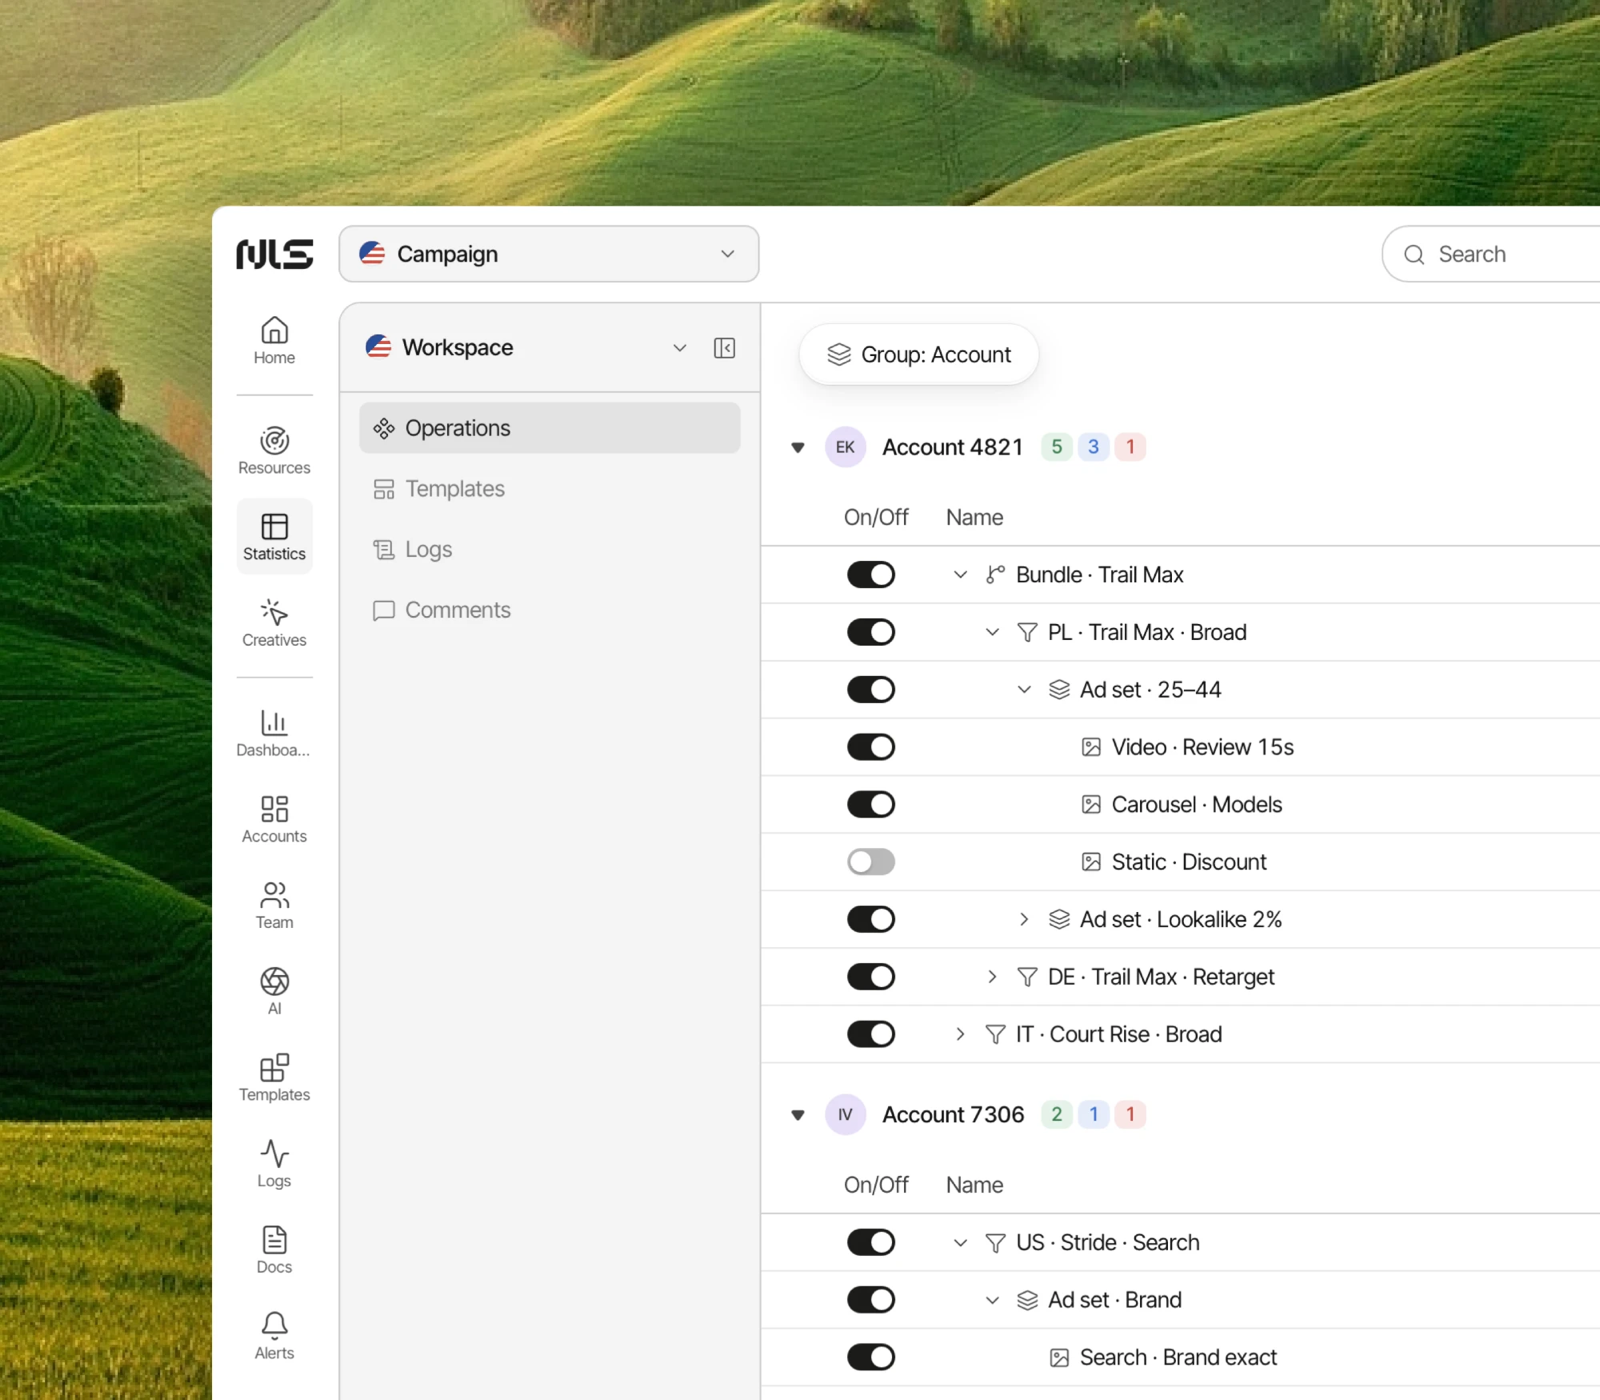 NLS
Campaign
Search
Home
Resources
Statistics
Creatives
Dashboa...
Accounts
Team
AI
Templates
Logs
Docs
Alerts
Workspace
Operations
Templates
Logs
Comments
Group: Account
EK Account 4821 5 3 1
On/Off Name
Bundle · Trail Max
PL · Trail Max · Broad
Ad set · 25–44
Video · Review 15s
Carousel · Models
Static · Discount
Ad set · Lookalike 2%
DE · Trail Max · Retarget
IT · Court Rise · Broad
IV Account 7306 2 1 1
On/Off Name
US · Stride · Search
Ad set · Brand
Search · Brand exact